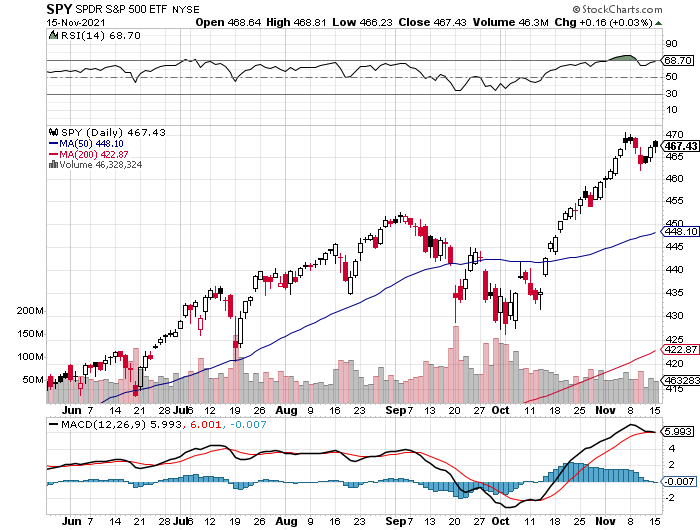 SPY SPDR S&P 500 ETF NYSE © StockCharts.com
15-Nov-2021 Open 468.64 High 468.81 Low 466.23 Close 467.43 Volume 46.3M Chg +0.16 (+0.03%)
RSI(14) 68.70
90
68.70
50
30
10
SPY (Daily) 467.43
MA(50) 448.10
MA(200) 422.87
Volume 46,328,324
470
467.43
465
460
455
450
448.10
445
440
435
430
425
422.87
420
415
200M
150M
100M
50M
463283
Jun 7 14 21 28 Jul 6 12 19 26 Aug 9 16 23 Sep 7 13 20 27 Oct 11 18 25 Nov 8 15
MACD(12,26,9) 5.993, 6.001, -0.007
5.993
4
2
-0.007
-2
Jun 7 14 21 28 Jul 6 12 19 26 Aug 9 16 23 Sep 7 13 20 27 Oct 11 18 25 Nov 8 15